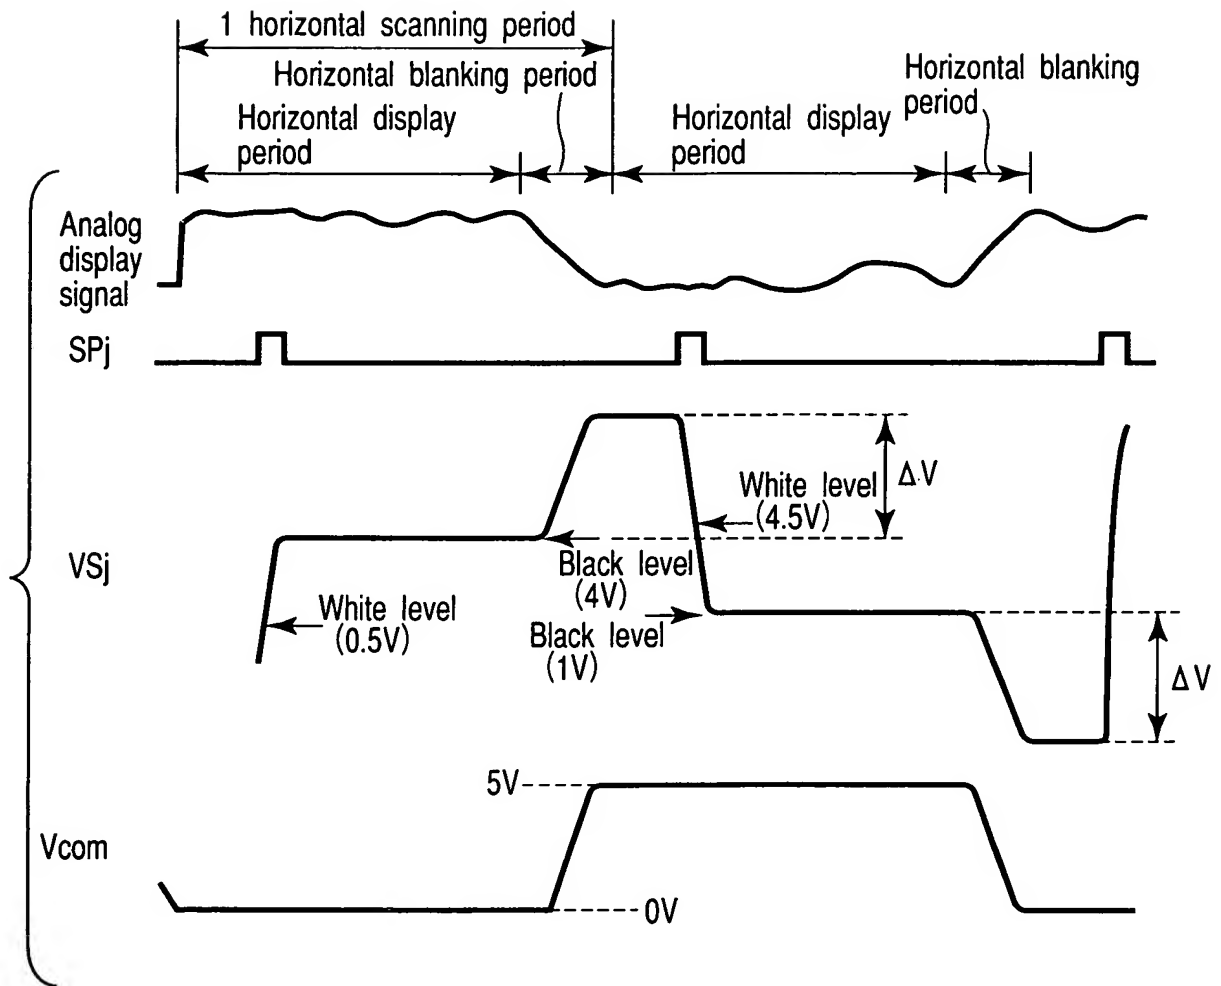 1 horizontal scanning period
Horizontal blanking period
Horizontal display
period
Horizontal display
period
Horizontal blanking
period
Analog
display
signal
SPj
VSj
White level
(0.5V)
Black level
(4V)
White level
(4.5V)
Black level
(1V)
ΔV
ΔV
Vcom
5V
0V